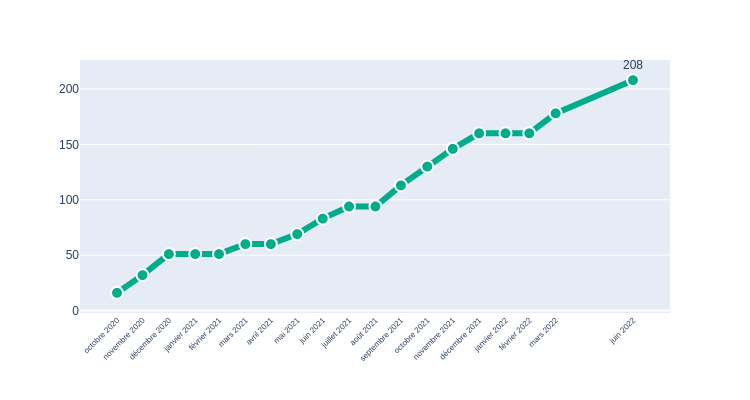 208
200
150
100
50
0
octobre 2020
novembre 2020
décembre 2020
janvier 2021
février 2021
mars 2021
avril 2021
mai 2021
juin 2021
juillet 2021
août 2021
septembre 2021
octobre 2021
novembre 2021
décembre 2021
janvier 2022
février 2022
mars 2022
juin 2022